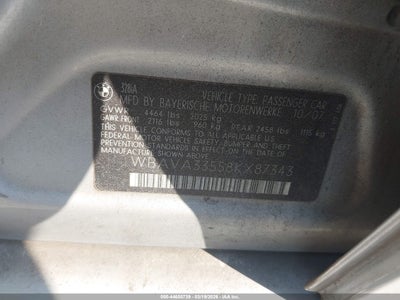 328iA VEHICLE TYPE PASSENGER CAR
MFD BY BAYERISCHE MOTORENWERKE 10/07
GVWR 4464 lbs 2025 kg
GAWR FRONT 2116 lbs 960 kg REAR 2458 lbs 1115 kg
THIS VEHICLE CONFORMS TO ALL APPLICABLE
FEDERAL MOTOR VEHICLE SAFETY BUMPER
AND THEFT PREVENTION STANDARDS IN EFFECT
ON THE DATE OF MANUFACTURE SHOWN ABOVE
WBAVA33558KX87343